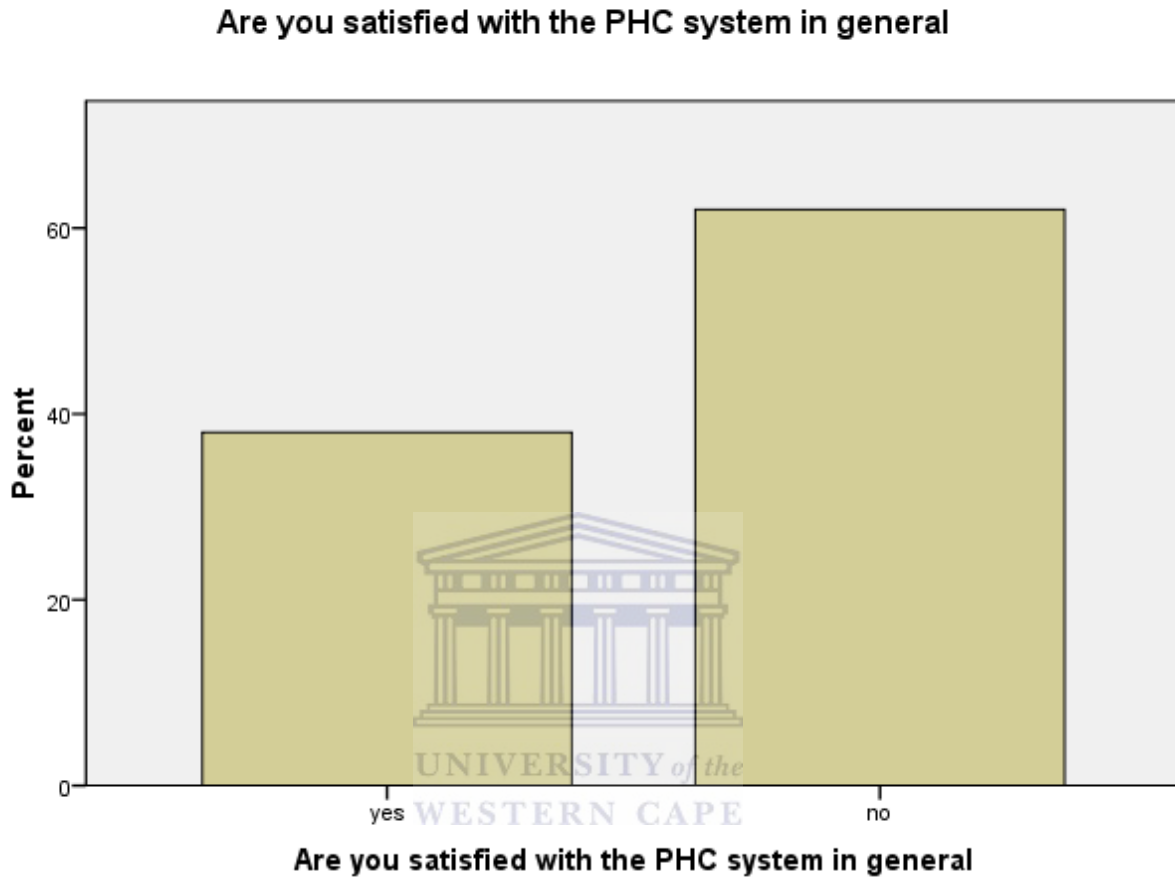 Are you satisfied with the PHC system in general
Percent
60
40
20
0
yes
no
UNIVERSITY of the
WESTERN CAPE
Are you satisfied with the PHC system in general